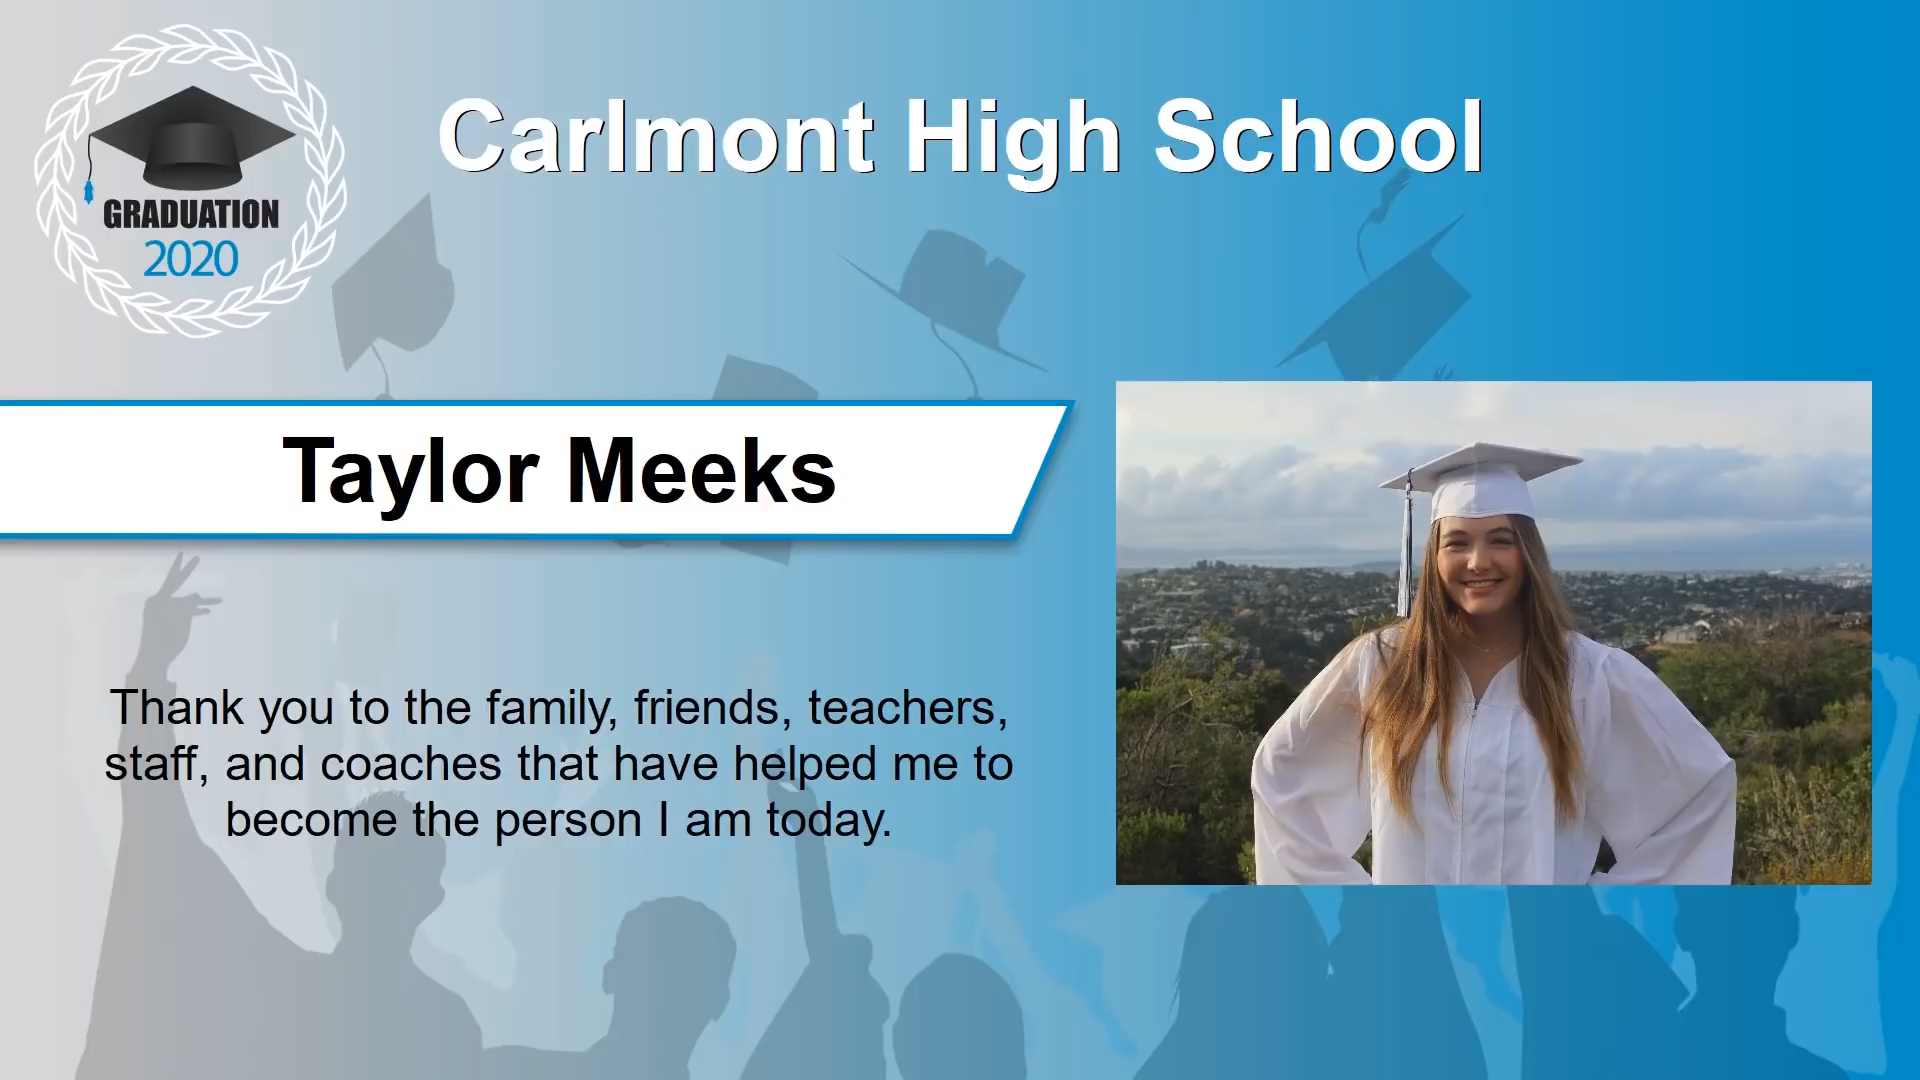 GRADUATION
2020
Carlmont High School
Taylor Meeks
Thank you to the family, friends, teachers,
staff, and coaches that have helped me to
become the person I am today.